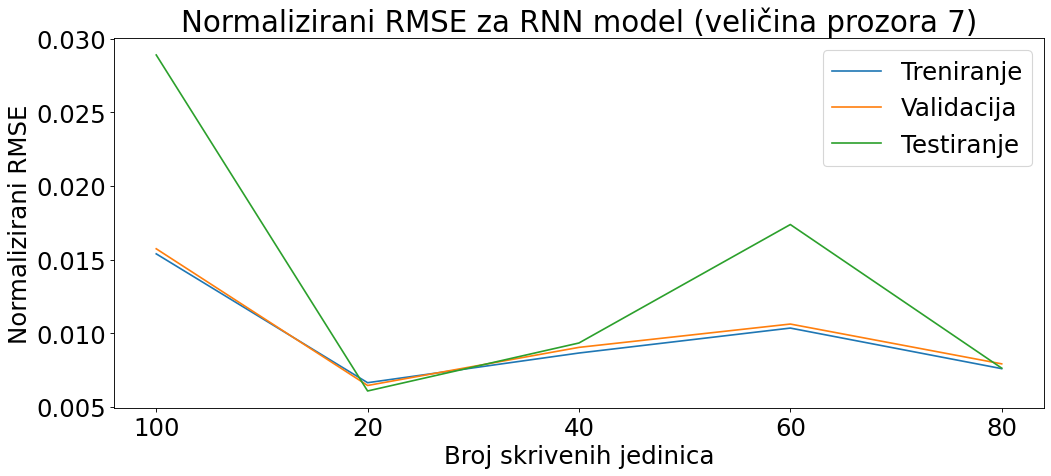 Normalizirani RMSE za RNN model (veličina prozora 7)
0.030
0.025
0.020
0.015
0.010
0.005
Normalizirani RMSE
Treniranje
Validacija
Testiranje
100 20 40 60 80
Broj skrivenih jedinica